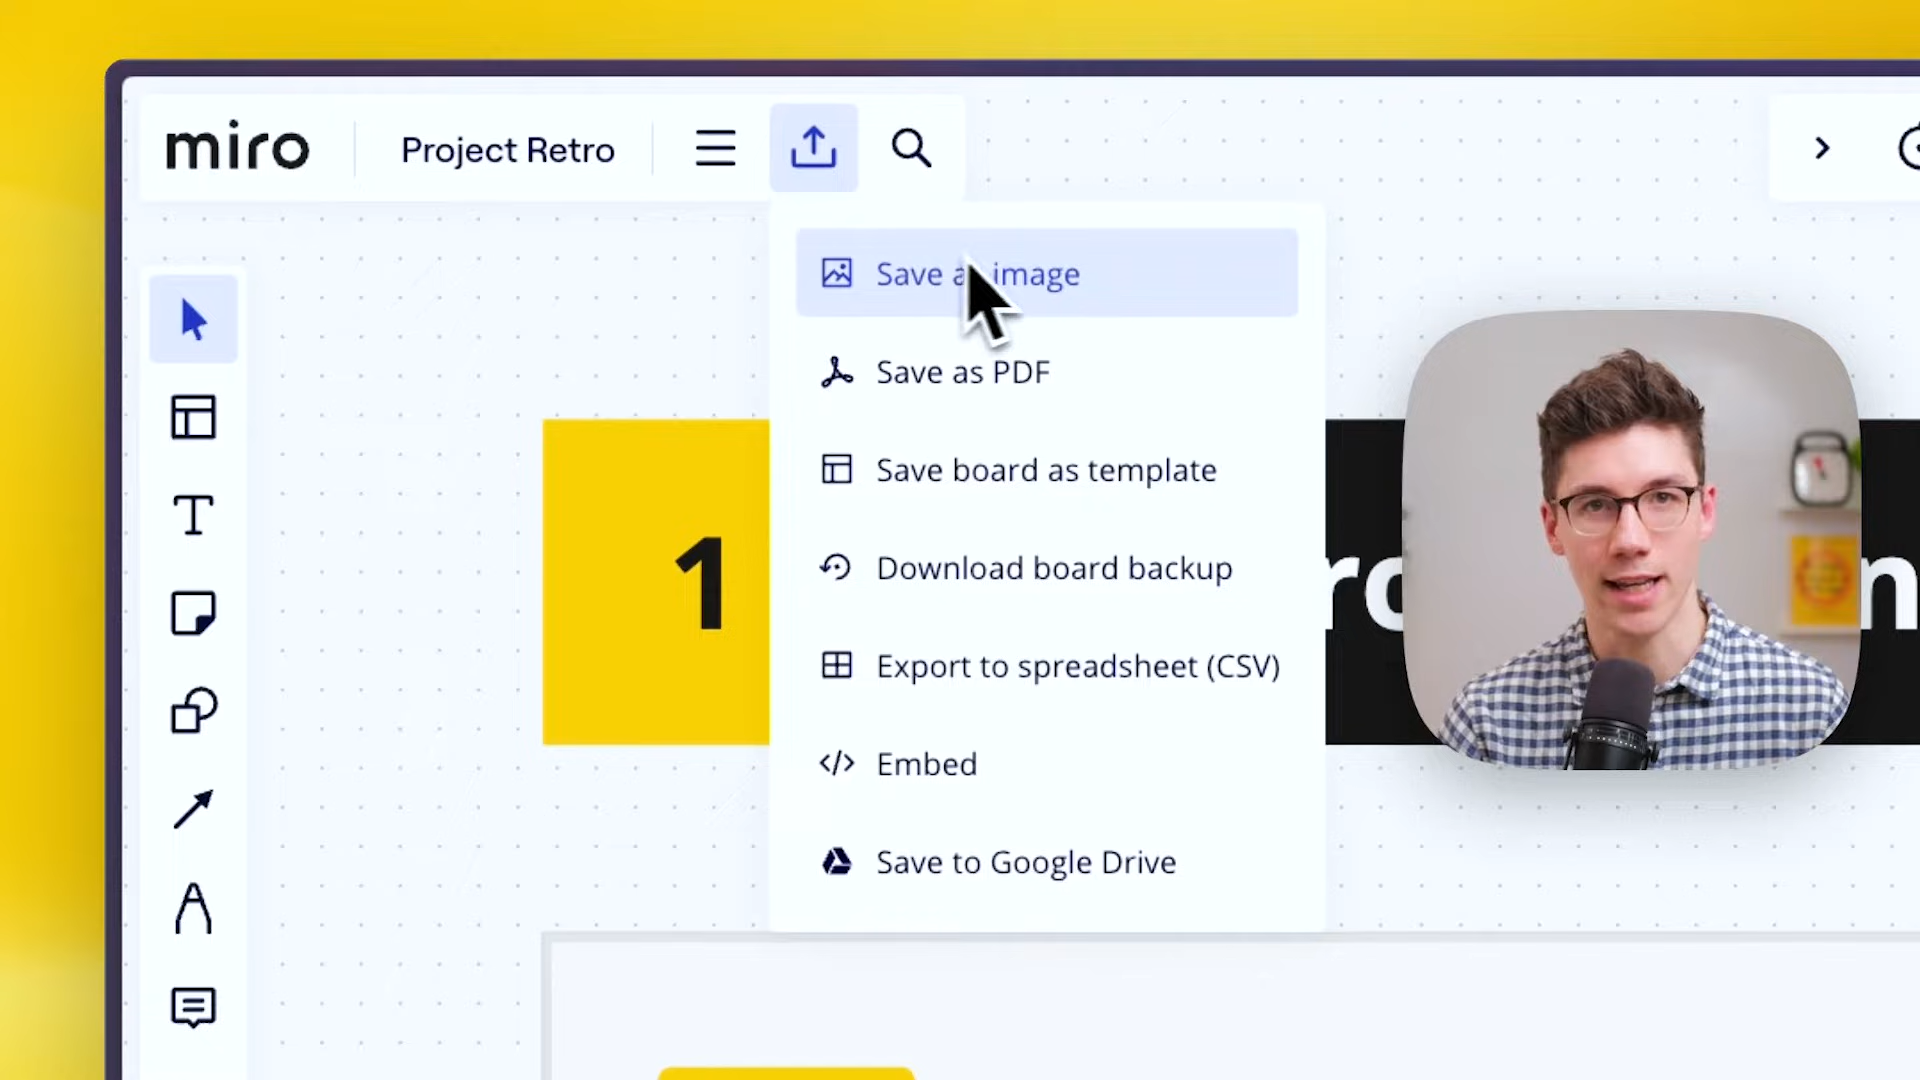 miro
Project Retro
Save as image
Save as PDF
Save board as template
Download board backup
1
Export to spreadsheet (CSV)
Embed
Save to Google Drive